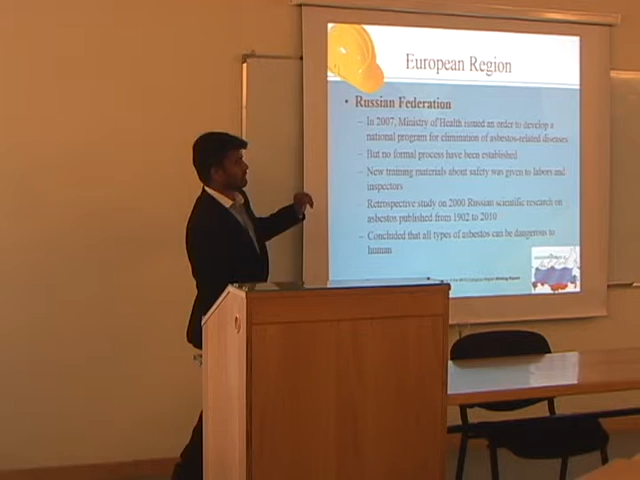 European Region
• Russian Federation
– In 2007, Ministry of Health issued an order to develop a
national program for elimination of asbestos-related diseases
– But no formal process have been established
– New training materials about safety was given to labors and
inspectors
– Retrospective study on 2000 Russian scientific research on
asbestos published from 1902 to 2010
– Concluded that all types of asbestos can be dangerous to
human